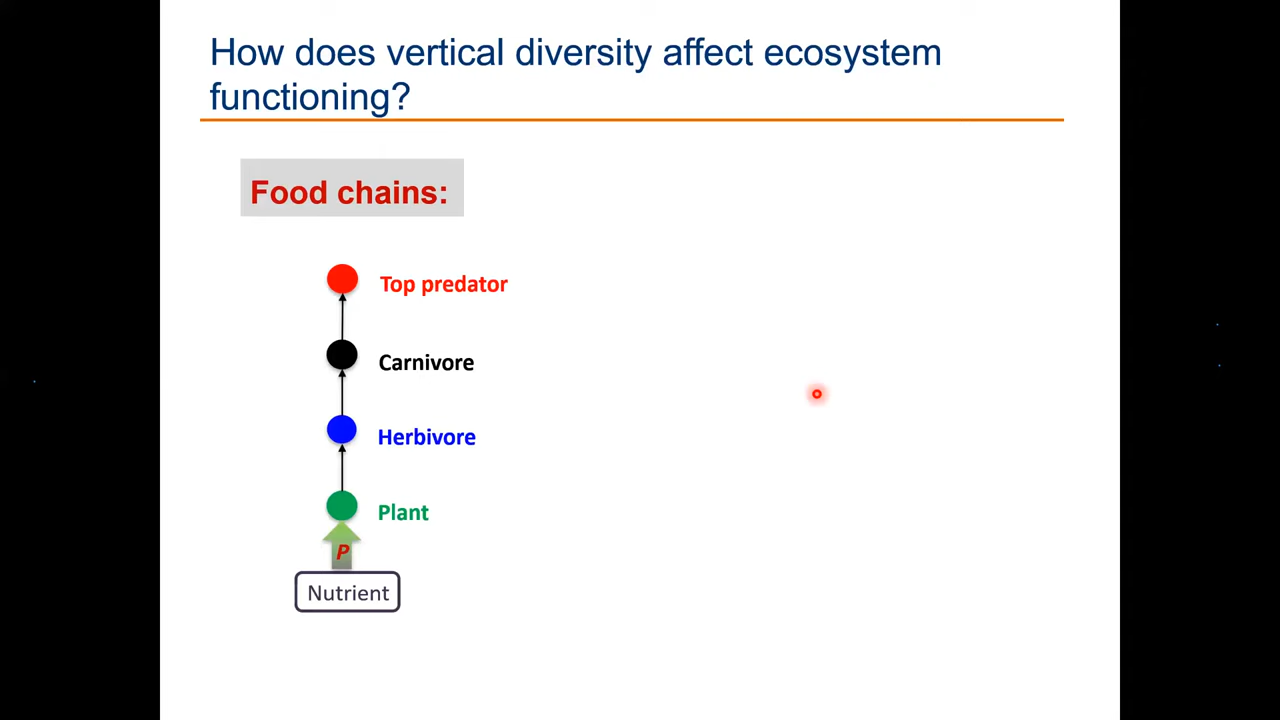 How does vertical diversity affect ecosystem
functioning?
Food chains:
Top predator
Carnivore
Herbivore
Plant
P
Nutrient